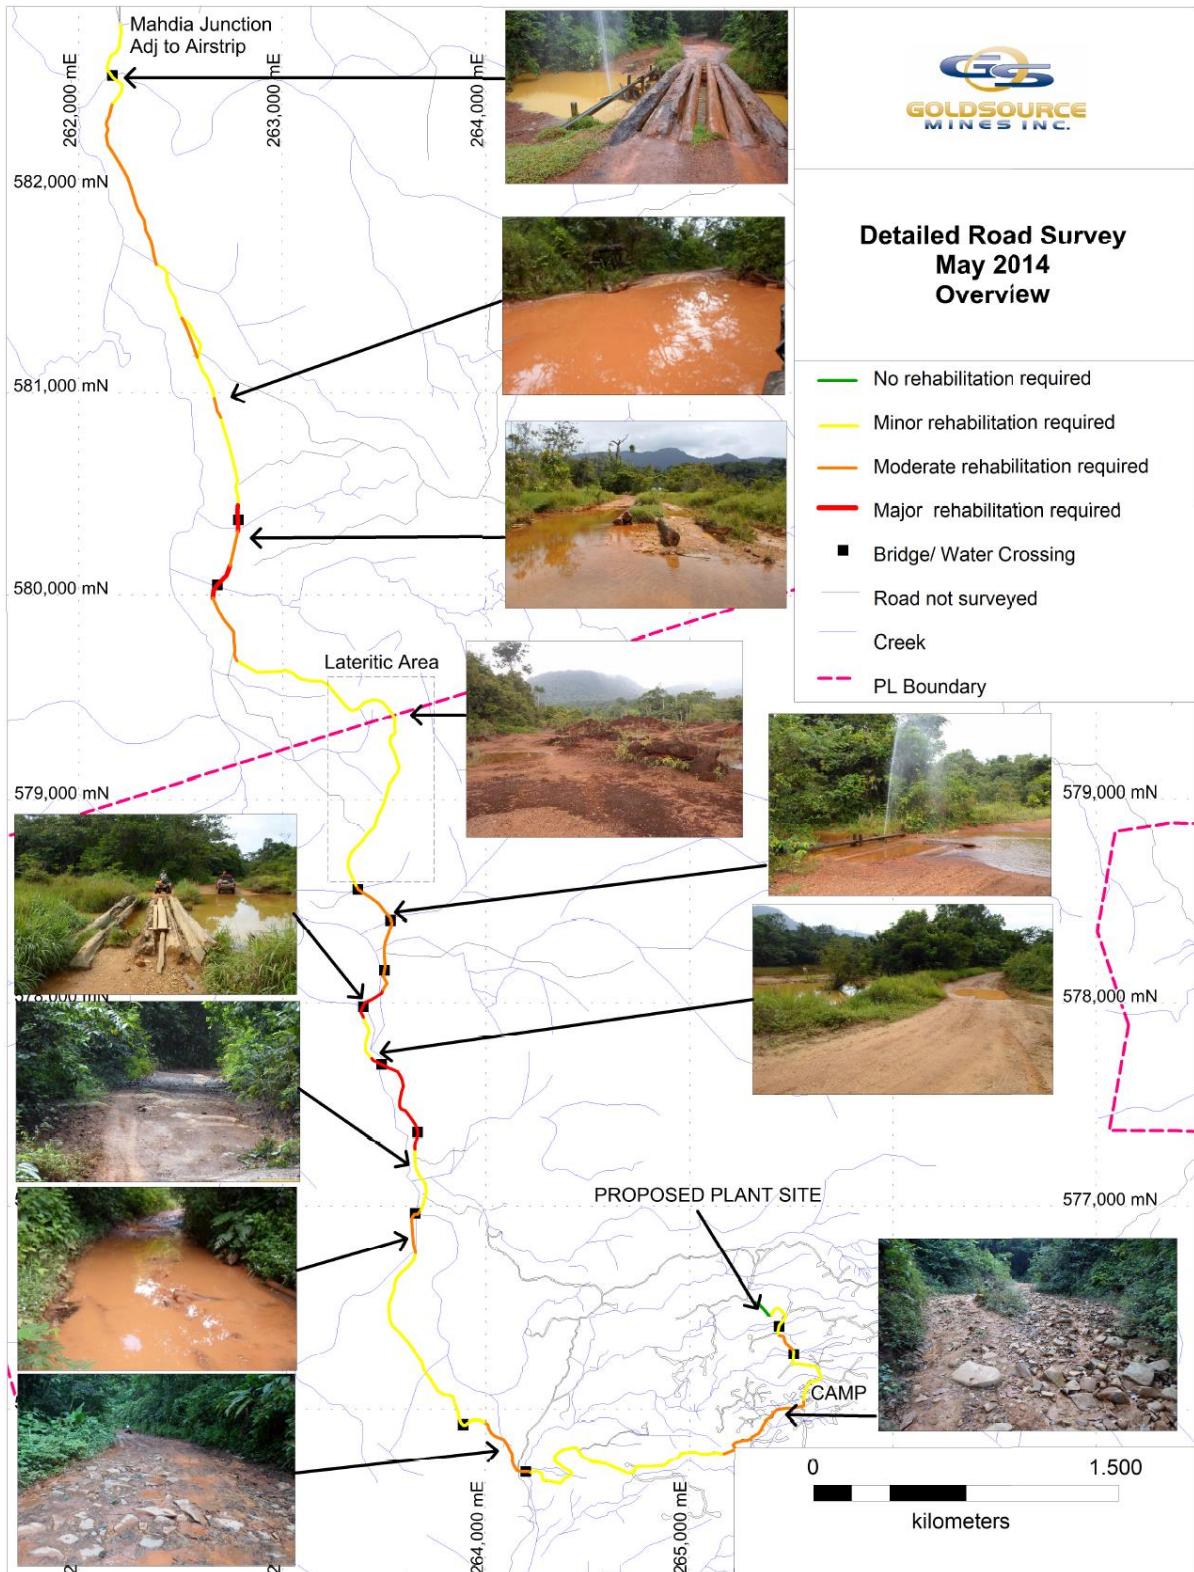 Mahdia Junction
Adj to Airstrip
262,000 mE
263,000 mE
264,000 mE
GOLDSOURCE
MINES INC.
582,000 mN
Detailed Road Survey
May 2014
Overview
581,000 mN
No rehabilitation required
Minor rehabilitation required
Moderate rehabilitation required
Major rehabilitation required
Bridge/ Water Crossing
Road not surveyed
Creek
PL Boundary
580,000 mN
Lateritic Area
579,000 mN
579,000 mN
578,000 mN
578,000 mN
PROPOSED PLANT SITE
577,000 mN
CAMP
0 1.500
kilometers
264,000 mE
265,000 mE